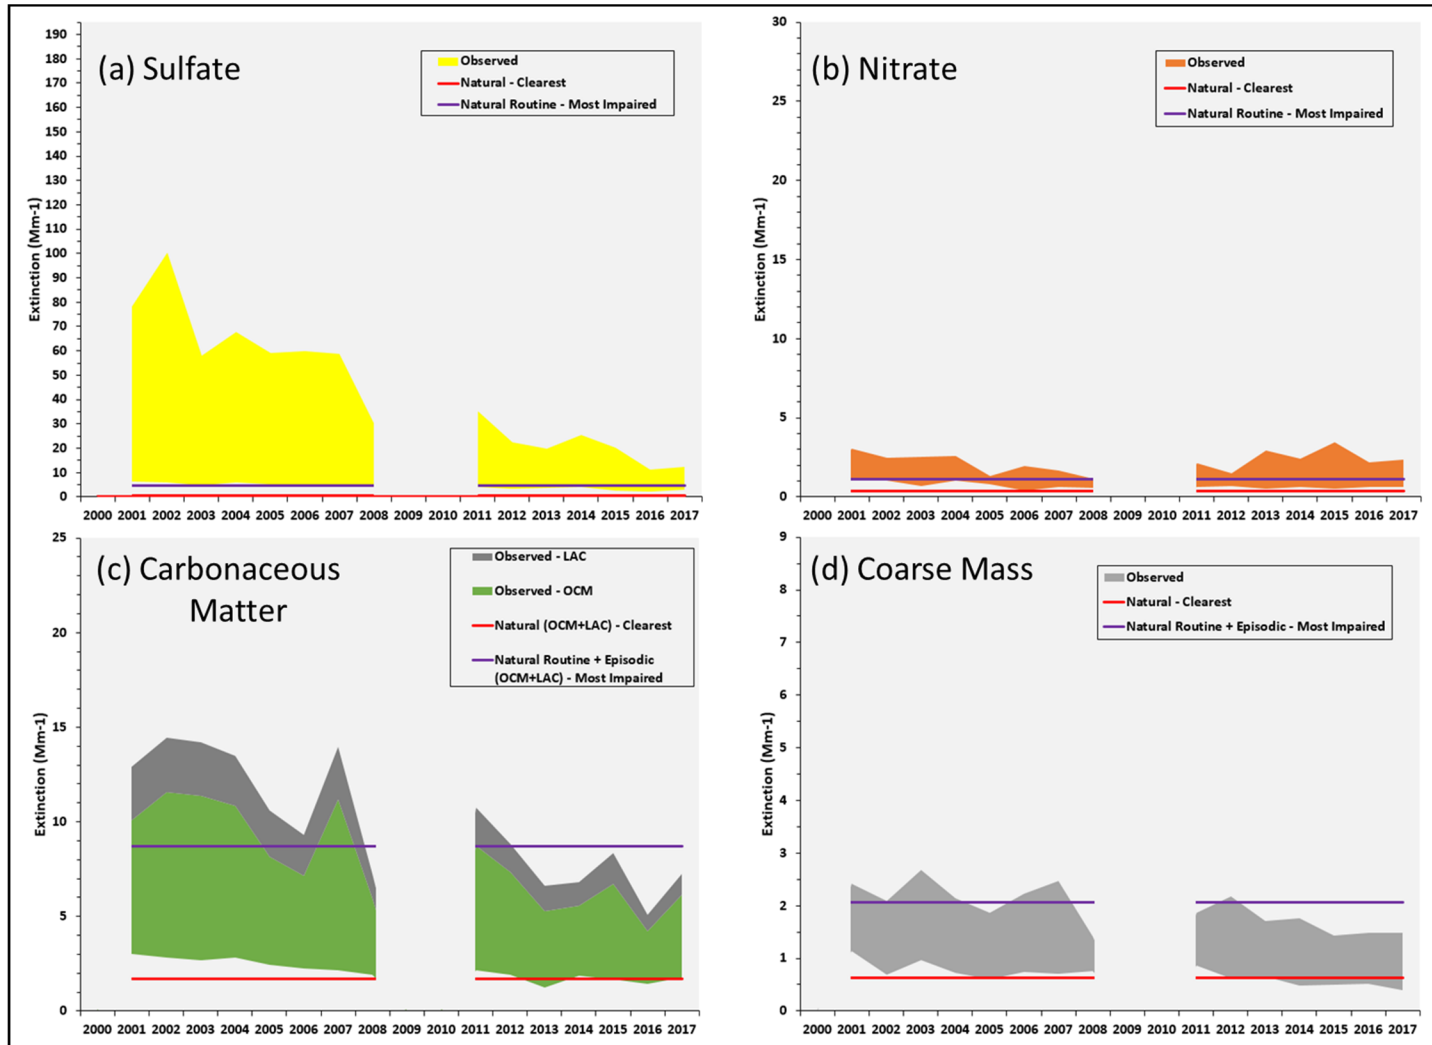 (a) Sulfate
Observed
Natural - Clearest
Natural Routine - Most Impaired
Extinction (Mm-1)
190
180
170
160
150
140
130
120
110
100
90
80
70
60
50
40
30
20
10
0
2000 2001 2002 2003 2004 2005 2006 2007 2008 2009 2010 2011 2012 2013 2014 2015 2016 2017
(b) Nitrate
Observed
Natural - Clearest
Natural Routine - Most Impaired
Extinction (Mm-1)
30
25
20
15
10
5
0
2000 2001 2002 2003 2004 2005 2006 2007 2008 2009 2010 2011 2012 2013 2014 2015 2016 2017
(c) Carbonaceous
Matter
Observed - LAC
Observed - OCM
Natural (OCM+LAC) - Clearest
Natural Routine + Episodic
(OCM+LAC) - Most Impaired
Extinction (Mm-1)
25
20
15
10
5
0
2000 2001 2002 2003 2004 2005 2006 2007 2008 2009 2010 2011 2012 2013 2014 2015 2016 2017
(d) Coarse Mass
Observed
Natural - Clearest
Natural Routine + Episodic - Most Impaired
Extinction (Mm-1)
9
8
7
6
5
4
3
2
1
0
2000 2001 2002 2003 2004 2005 2006 2007 2008 2009 2010 2011 2012 2013 2014 2015 2016 2017